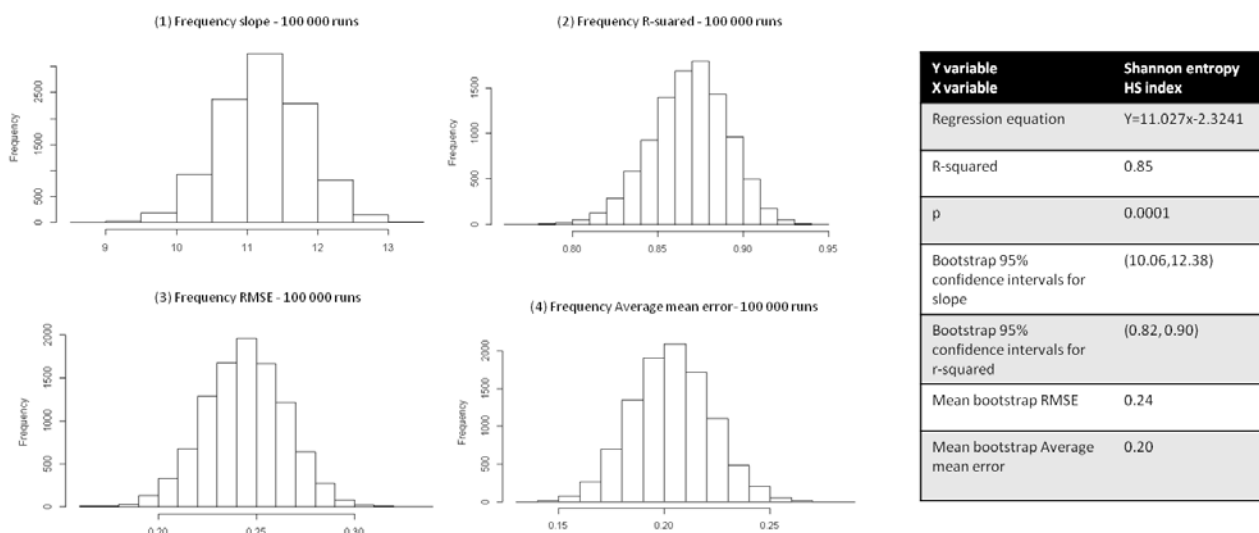 (1) Frequency slope - 100 000 runs
Frequency
0
500
1500
2500
9
10
11
12
13
(2) Frequency R-suared - 100 000 runs
Frequency
0
500
1000
1500
0.80
0.85
0.90
0.95
(3) Frequency RMSE - 100 000 runs
Frequency
0
500
1000
1500
2000
0.20
0.25
0.30
(4) Frequency Average mean error- 100 000 runs
Frequency
0
500
1000
1500
2000
0.15
0.20
0.25
Y variable Shannon entropy
X variable HS index
Regression equation Y=11.027x-2.3241
R-squared 0.85
p 0.0001
Bootstrap 95% (10.06,12.38)
confidence intervals for
slope
Bootstrap 95% (0.82, 0.90)
confidence intervals for
r-squared
Mean bootstrap RMSE 0.24
Mean bootstrap Average 0.20
mean error